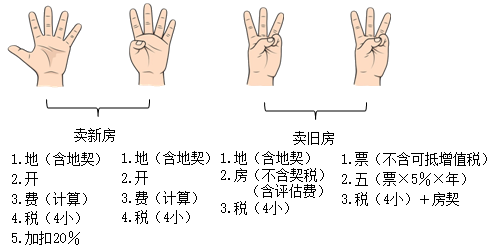 卖新房
1.地（含地契）
2.开
3.费（计算）
4.税（4小）
5.加扣20％
1.地（含地契）
2.开
3.费（计算）
4.税（4小）
卖旧房
1.地（含地契）
2.房（不含契税）
（含评估费）
3.税（4小）
1.票（不含可抵增值税）
2.五（票×5％×年）
3.税（4小）＋房契